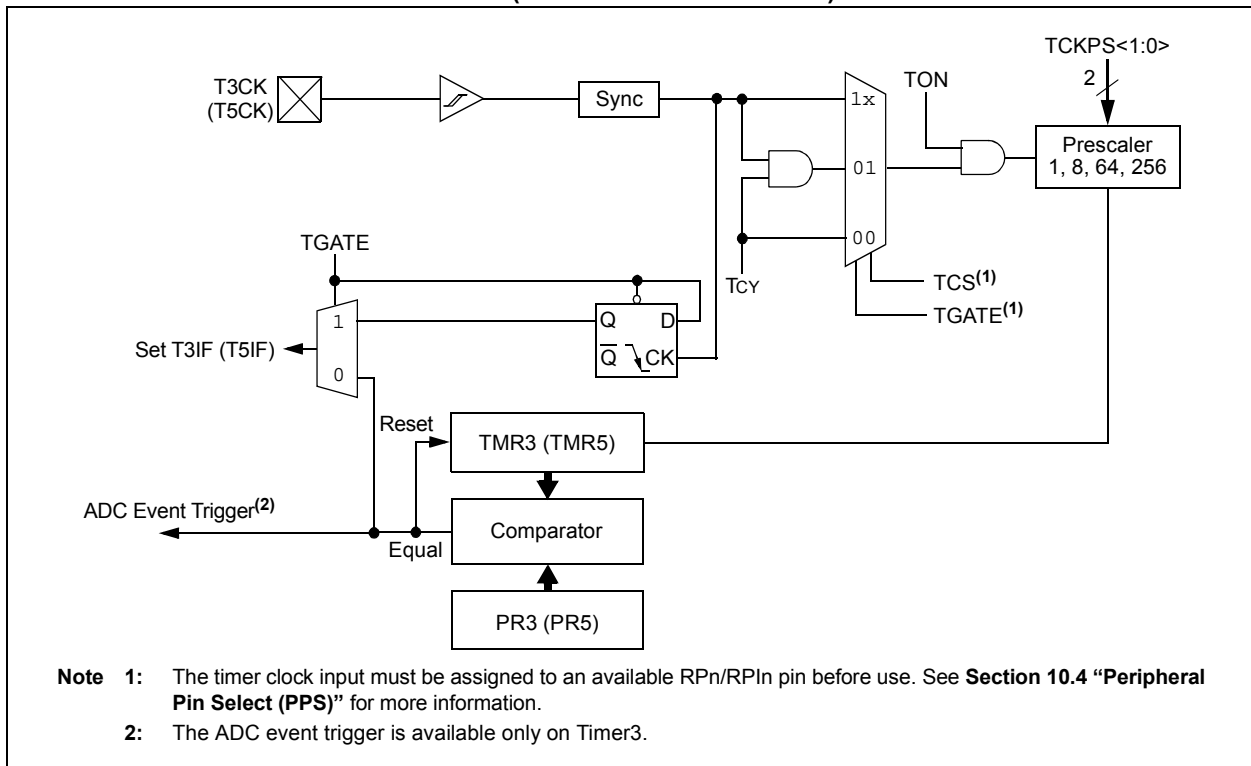 TCKPS<1:0>
2
T3CK
(T5CK)
Sync
1x
TON
Prescaler
1, 8, 64, 256
01
00
TGATE
TCY
TCS(1)
TGATE(1)
1
Q D
Set T3IF (T5IF)
Q CK
0
Reset
TMR3 (TMR5)
ADC Event Trigger(2)
Equal
Comparator
PR3 (PR5)
Note 1: The timer clock input must be assigned to an available RPn/RPIn pin before use. See Section 10.4 “Peripheral
Pin Select (PPS)” for more information.
2: The ADC event trigger is available only on Timer3.